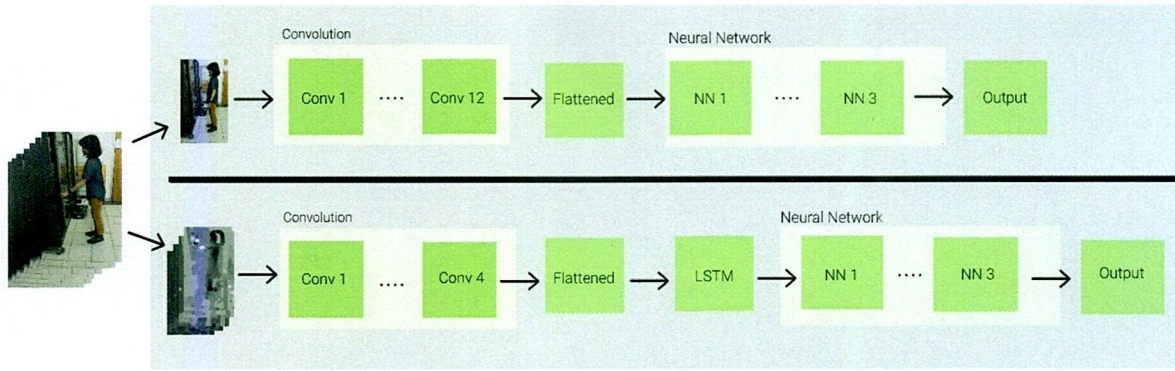 Convolution
Neural Network
Conv 1 .... Conv 12 Flattened NN 1 .... NN 3 Output
Convolution
Neural Network
Conv 1 .... Conv 4 Flattened LSTM NN 1 .... NN 3 Output